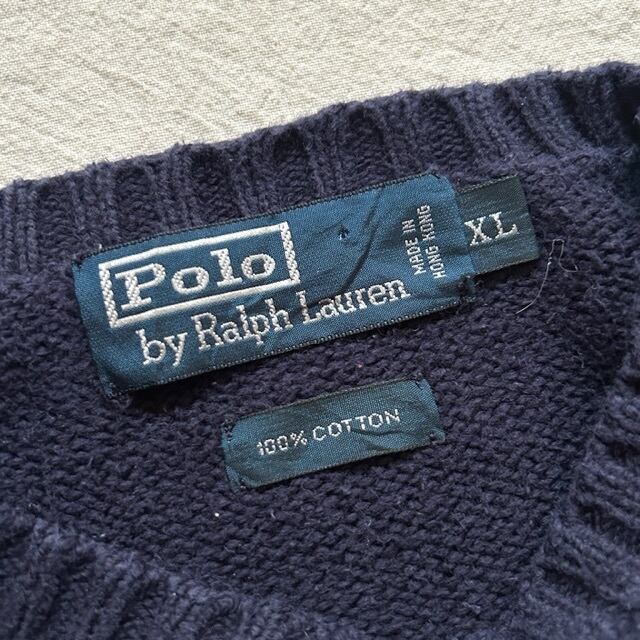 Polo
by Ralph Lauren
MADE IN
HONG KONG
XL
100% COTTON